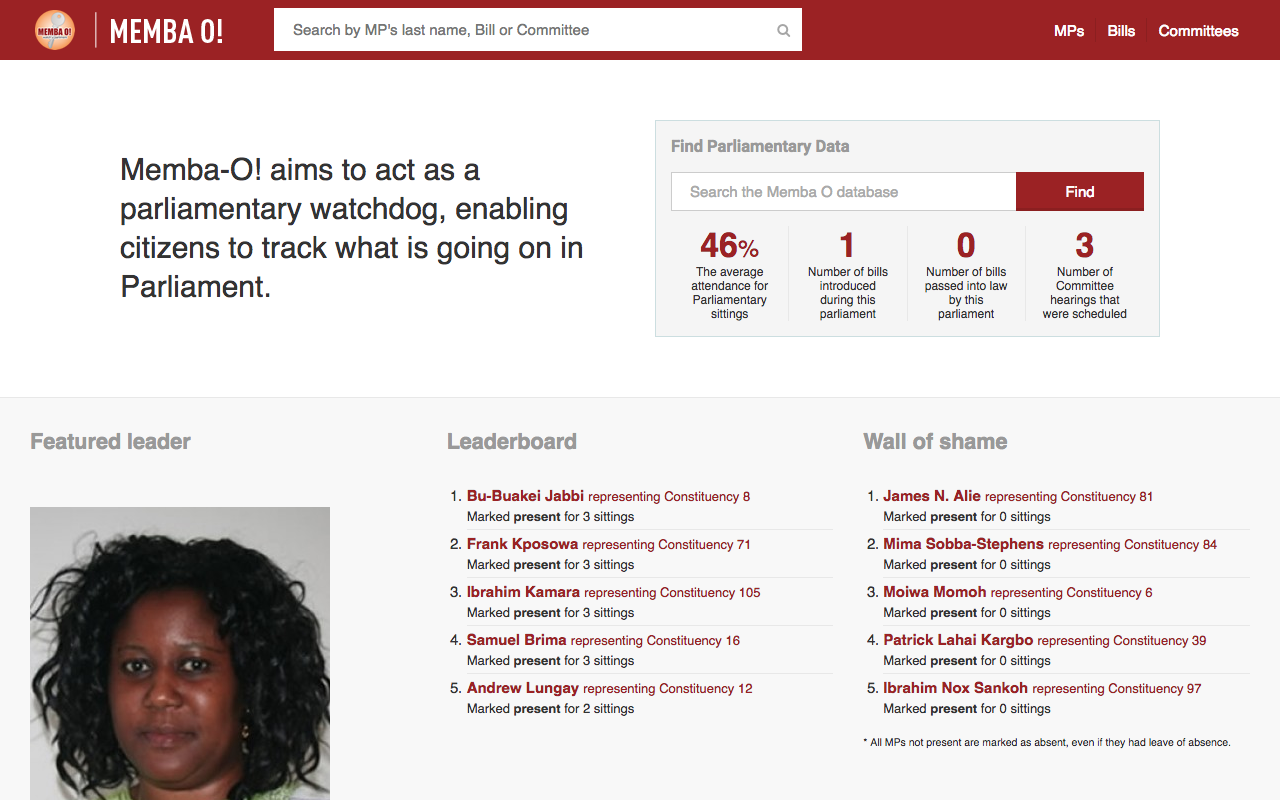 MEMBA O!
MEMBA O!
Search by MP's last name, Bill or Committee
MPs
Bills
Committees
Memba-O! aims to act as a
parliamentary watchdog, enabling
citizens to track what is going on in
Parliament.
Find Parliamentary Data
Search the Memba O database
Find
46%
The average
attendance for
Parliamentary
sittings
1
Number of bills
introduced
during this
parliament
0
Number of bills
passed into law
by this
parliament
3
Number of
Committee
hearings that
were scheduled
Featured leader
Leaderboard
1. Bu-Buakei Jabbi representing Constituency 8
Marked present for 3 sittings
2. Frank Kposowa representing Constituency 71
Marked present for 3 sittings
3. Ibrahim Kamara representing Constituency 105
Marked present for 3 sittings
4. Samuel Brima representing Constituency 16
Marked present for 3 sittings
5. Andrew Lungay representing Constituency 12
Marked present for 2 sittings
Wall of shame
1. James N. Alie representing Constituency 81
Marked present for 0 sittings
2. Mima Sobba-Stephens representing Constituency 84
Marked present for 0 sittings
3. Moiwa Momoh representing Constituency 6
Marked present for 0 sittings
4. Patrick Lahai Kargbo representing Constituency 39
Marked present for 0 sittings
5. Ibrahim Nox Sankoh representing Constituency 97
Marked present for 0 sittings
* All MPs not present are marked as absent, even if they had leave of absence.